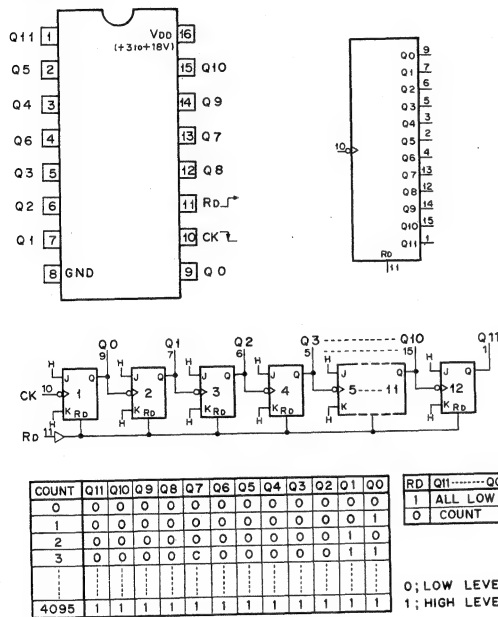 Q11 1
VDD 16
(+3TO+18V)
Q5 2
15 Q10
Q4 3
14 Q9
Q6 4
13 Q7
Q3 5
12 Q8
Q2 6
11 RD
Q1 7
10 CK
8 GND
9 Q0
Q0 9
Q1 7
Q2 6
Q3 5
Q4 3
Q5 2
10
Q6 4
Q7 13
Q8 12
Q9 14
Q10 15
Q11 1
RD
11
Q0 Q1 Q2 Q3 Q10 Q11
9 7 6 5 15 1
H H H H H H
J Q J Q J Q J Q J Q J Q
CK 10 1 2 3 4 5 11 12
K RD K RD K RD K RD K K RD
H H H H H H
RD 11
COUNT Q11 Q10 Q9 Q8 Q7 Q6 Q5 Q4 Q3 Q2 Q1 Q0
0 0 0 0 0 0 0 0 0 0 0 0 0
1 0 0 0 0 0 0 0 0 0 0 0 1
2 0 0 0 0 0 0 0 0 0 0 1 0
3 0 0 0 0 C 0 0 0 0 0 1 1
4095 1 1 1 1 1 1 1 1 1 1 1 1
RD Q11--------Q0
1 ALL LOW
0 COUNT
0; LOW LEVEL
1; HIGH LEVEL